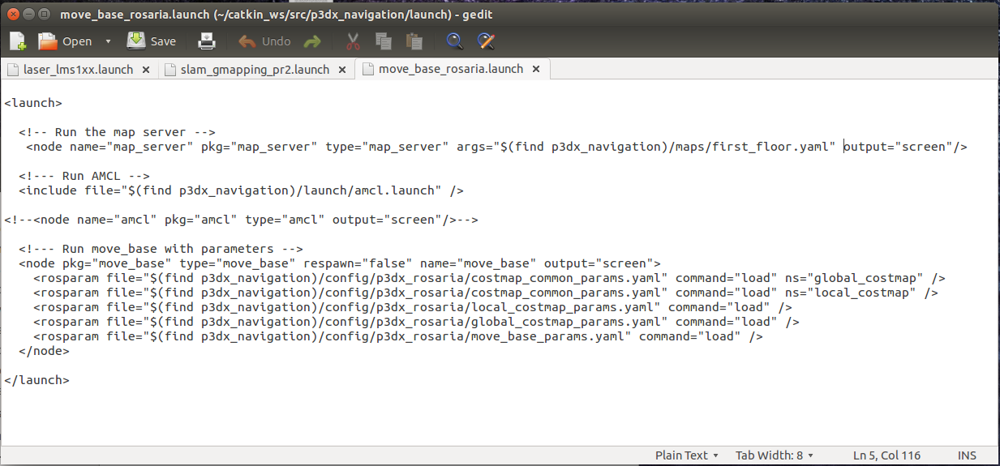 move_base_rosaria.launch (~/catkin_ws/src/p3dx_navigation/launch) - gedit
Open Save Undo
laser_lms1xx.launch slam_gmapping_pr2.launch move_base_rosaria.launch
<launch>
<!-- Run the map server -->
<node name="map_server" pkg="map_server" type="map_server" args="$(find p3dx_navigation)/maps/first_floor.yaml" output="screen"/>
<!--- Run AMCL -->
<include file="$(find p3dx_navigation)/launch/amcl.launch" />
<!--<node name="amcl" pkg="amcl" type="amcl" output="screen"/>-->
<!--- Run move_base with parameters -->
<node pkg="move_base" type="move_base" respawn="false" name="move_base" output="screen">
<rosparam file="$(find p3dx_navigation)/config/p3dx_rosaria/costmap_common_params.yaml" command="load" ns="global_costmap" />
<rosparam file="$(find p3dx_navigation)/config/p3dx_rosaria/costmap_common_params.yaml" command="load" ns="local_costmap" />
<rosparam file="$(find p3dx_navigation)/config/p3dx_rosaria/local_costmap_params.yaml" command="load" />
<rosparam file="$(find p3dx_navigation)/config/p3dx_rosaria/global_costmap_params.yaml" command="load" />
<rosparam file="$(find p3dx_navigation)/config/p3dx_rosaria/move_base_params.yaml" command="load" />
</node>
</launch>
Plain Text Tab Width: 8 Ln 5, Col 116 INS